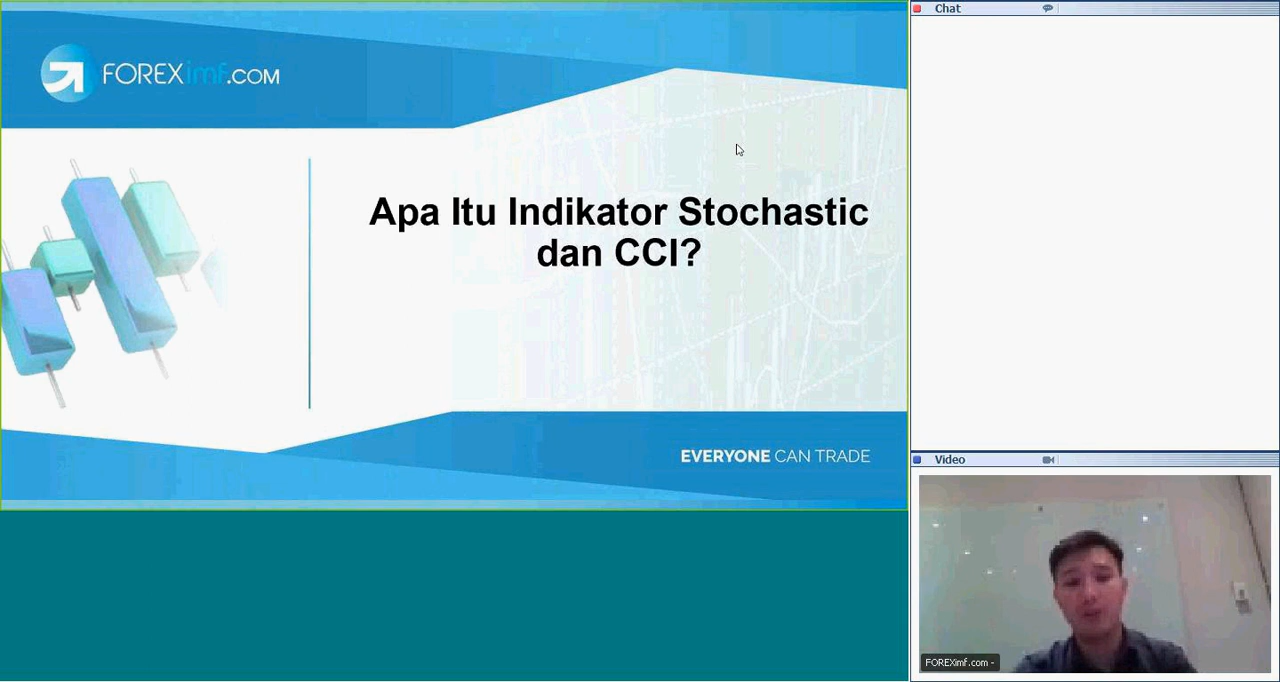 Chat
FOREXimf.COM
Apa Itu Indikator Stochastic
dan CCI?
EVERYONE CAN TRADE
Video
FOREXimf.com -